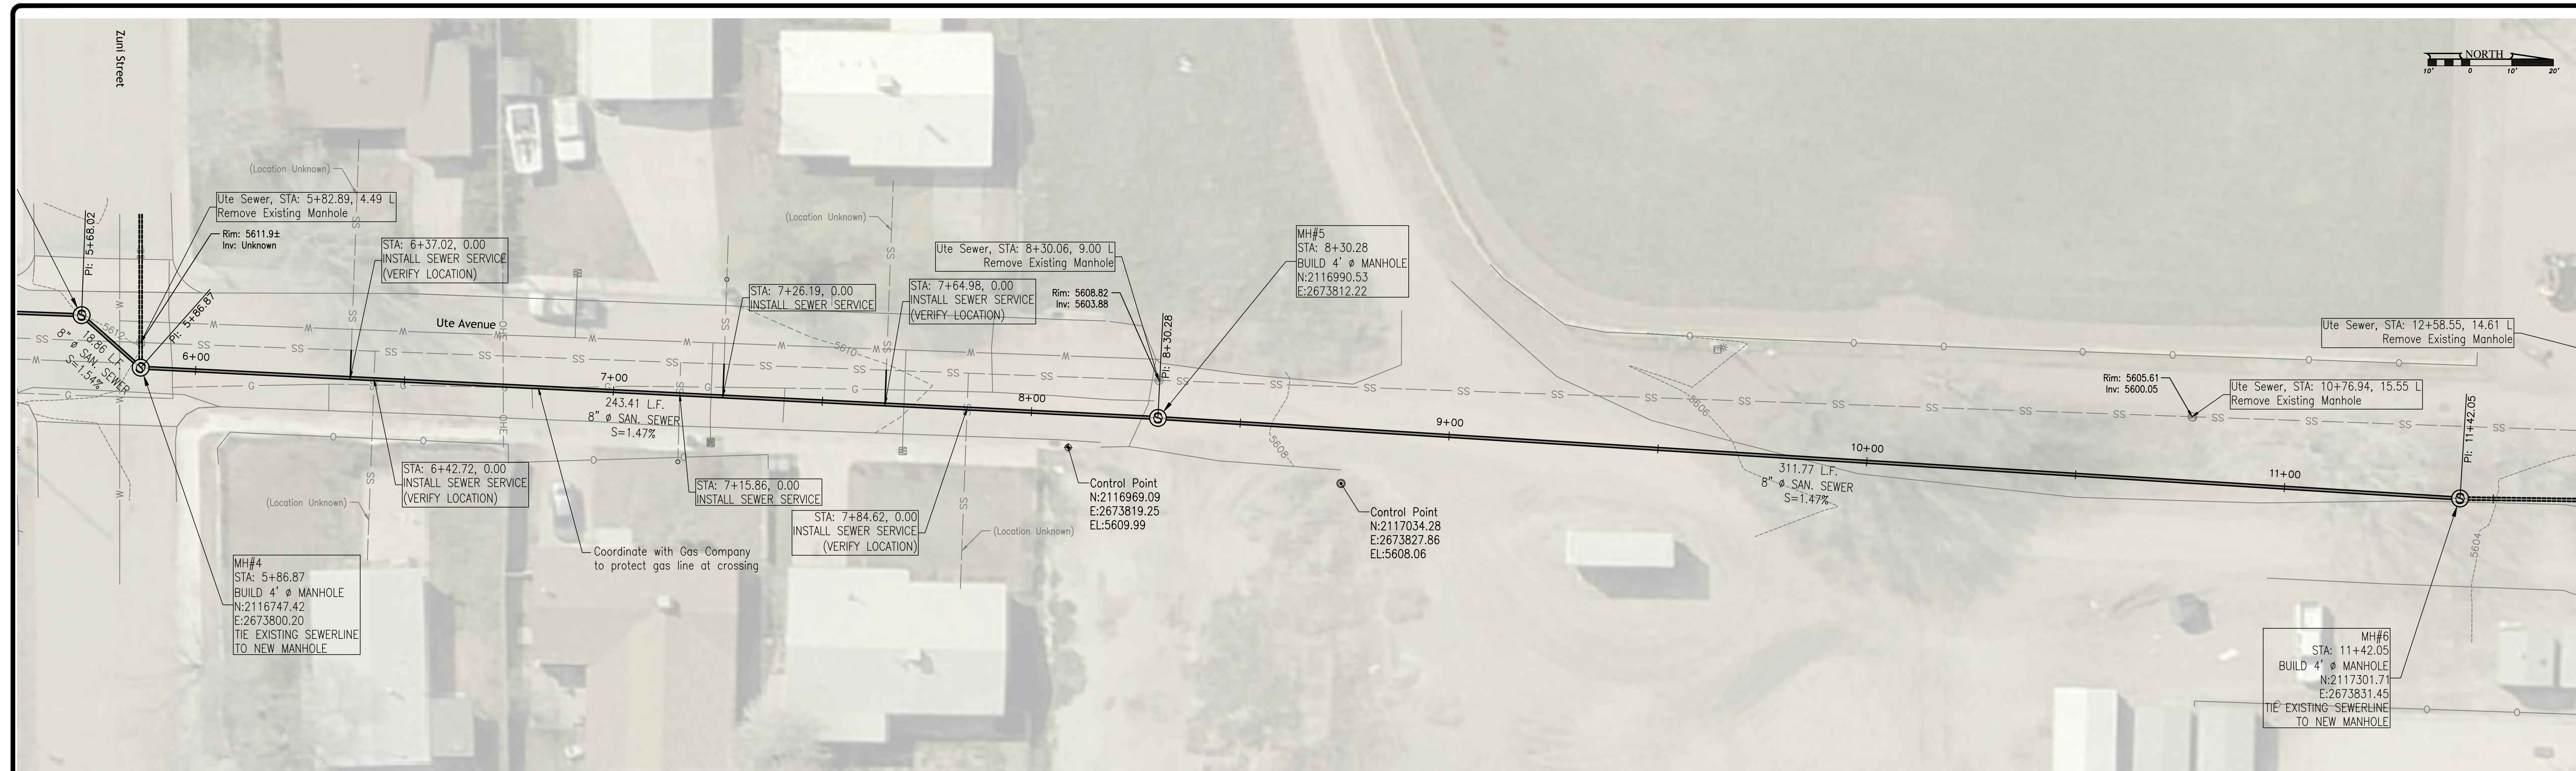 Zuni Street
NORTH
10' 0 10' 20'
PI: 5+68.02
Ute Sewer, STA: 5+82.89, 4.49 L
Remove Existing Manhole
Rim: 5611.9±
Inv: Unknown
(Location Unknown)
STA: 6+37.02, 0.00
INSTALL SEWER SERVICE
(VERIFY LOCATION)
PI: 5+86.87
5612
18.86 L.F.
8" ø SAN. SEWER
S=1.54%
6+00
Ute Avenue
OHE
OHE
7+00
243.41 L.F.
8" ø SAN. SEWER
S=1.47%
STA: 7+26.19, 0.00
INSTALL SEWER SERVICE
(Location Unknown)
STA: 7+64.98, 0.00
INSTALL SEWER SERVICE
(VERIFY LOCATION)
5610
Ute Sewer, STA: 8+30.06, 9.00 L
Remove Existing Manhole
Rim: 5608.82
Inv: 5603.88
PI: 8+30.28
8+00
MH#5
STA: 8+30.28
BUILD 4' ø MANHOLE
N:2116990.53
E:2673812.22
STA: 6+42.72, 0.00
INSTALL SEWER SERVICE
(VERIFY LOCATION)
(Location Unknown)
MH#4
STA: 5+86.87
BUILD 4' ø MANHOLE
N:2116747.42
E:2673800.20
TIE EXISTING SEWERLINE
TO NEW MANHOLE
Coordinate with Gas Company
to protect gas line at crossing
STA: 7+15.86, 0.00
INSTALL SEWER SERVICE
STA: 7+84.62, 0.00
INSTALL SEWER SERVICE
(VERIFY LOCATION)
(Location Unknown)
Control Point
N:2116969.09
E:2673819.25
EL:5609.99
5608
Control Point
N:2117034.28
E:2673827.86
EL:5608.06
9+00
5606
10+00
311.77 L.F.
8" ø SAN. SEWER
S=1.47%
Rim: 5605.61
Inv: 5600.05
Ute Sewer, STA: 10+76.94, 15.55 L
Remove Existing Manhole
Ute Sewer, STA: 12+58.55, 14.61 L
Remove Existing Manhole
11+00
PI: 11+42.05
5604
MH#6
STA: 11+42.05
BUILD 4' ø MANHOLE
N:2117301.71
E:2673831.45
TIE EXISTING SEWERLINE
TO NEW MANHOLE